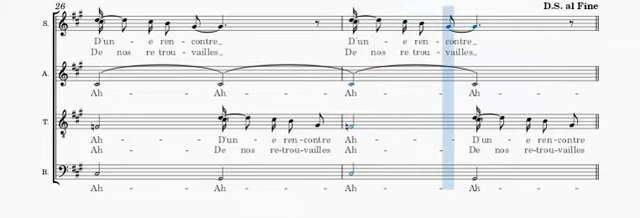 26 D.S. al Fine
S.
D'un - e ren - contre_ D'un - e ren - contre_
De nos re trou - vailles_ De nos re trou - vailles_
A.
Ah - - Ah - - Ah - - Ah - -
T.
Ah - - D'un - e ren-contre Ah - - D'un - e ren-contre
Ah - - De nos re-trou-vailles Ah - - De nos re-trou-vailles
B.
Ah - - Ah - - Ah - - Ah - -